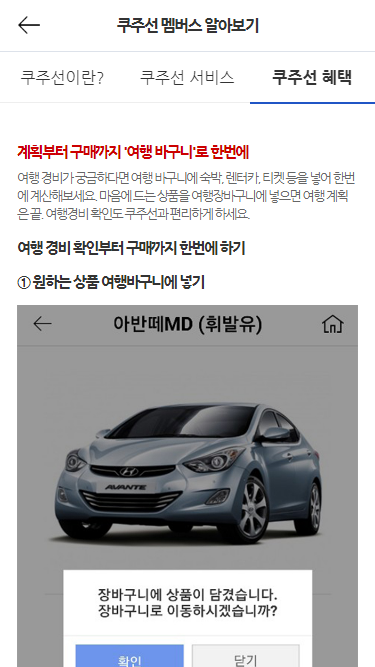 쿠주선 멤버스 알아보기
쿠주선이란?
쿠주선 서비스
쿠주선 혜택
계획부터 구매까지 '여행 바구니'로 한번에
여행 경비가 궁금하다면 여행 바구니에 숙박, 렌터카, 티켓 등을 넣어 한번
에 계산해보세요. 마음에 드는 상품을 여행장바구니에 넣으면 여행 계획
은 끝. 여행경비 확인도 쿠주선과 편리하게 하세요.
여행 경비 확인부터 구매까지 한번에 하기
① 원하는 상품 여행바구니에 넣기
아반떼MD (휘발유)
AVANTE
장바구니에 상품이 담겼습니다.
장바구니로 이동하시겠습니까?
확인
닫기